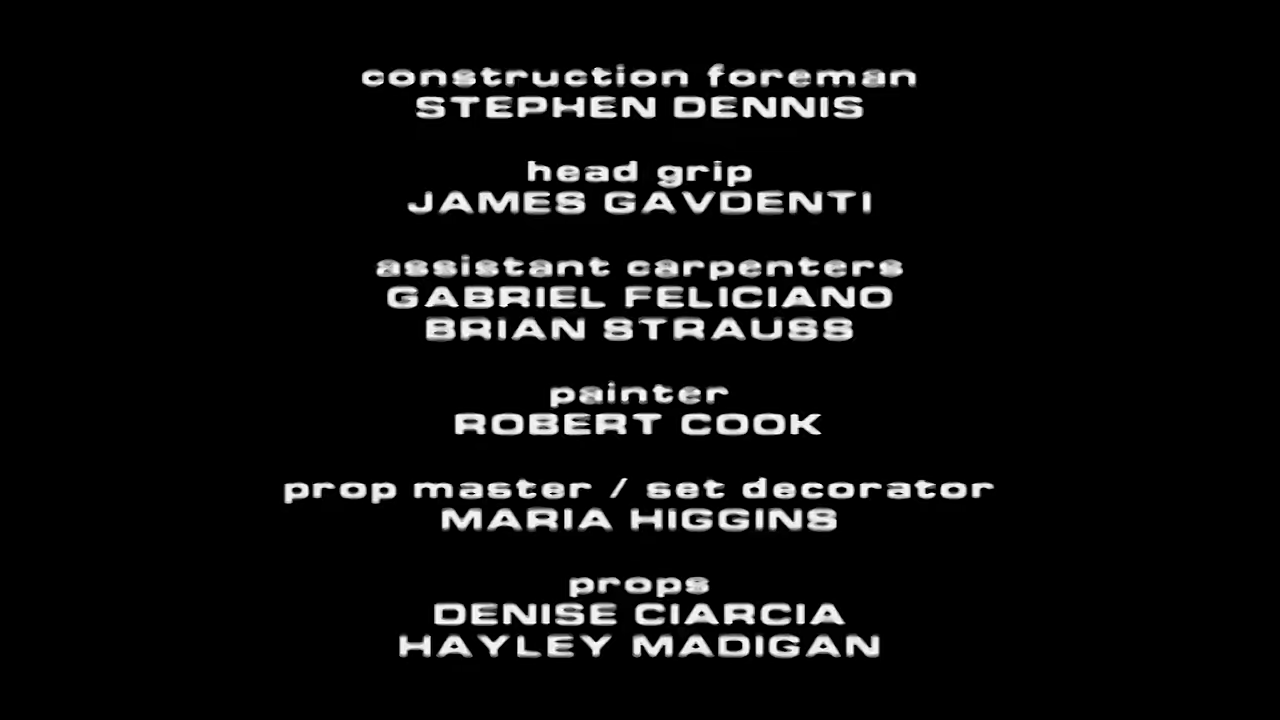 construction foreman
STEPHEN DENNIS
head grip
JAMES GAVDENTI
assistant carpenters
GABRIEL FELICIANO
BRIAN STRAUSS
painter
ROBERT COOK
prop master / set decorator
MARIA HIGGINS
props
DENISE CIARCIA
HAYLEY MADIGAN